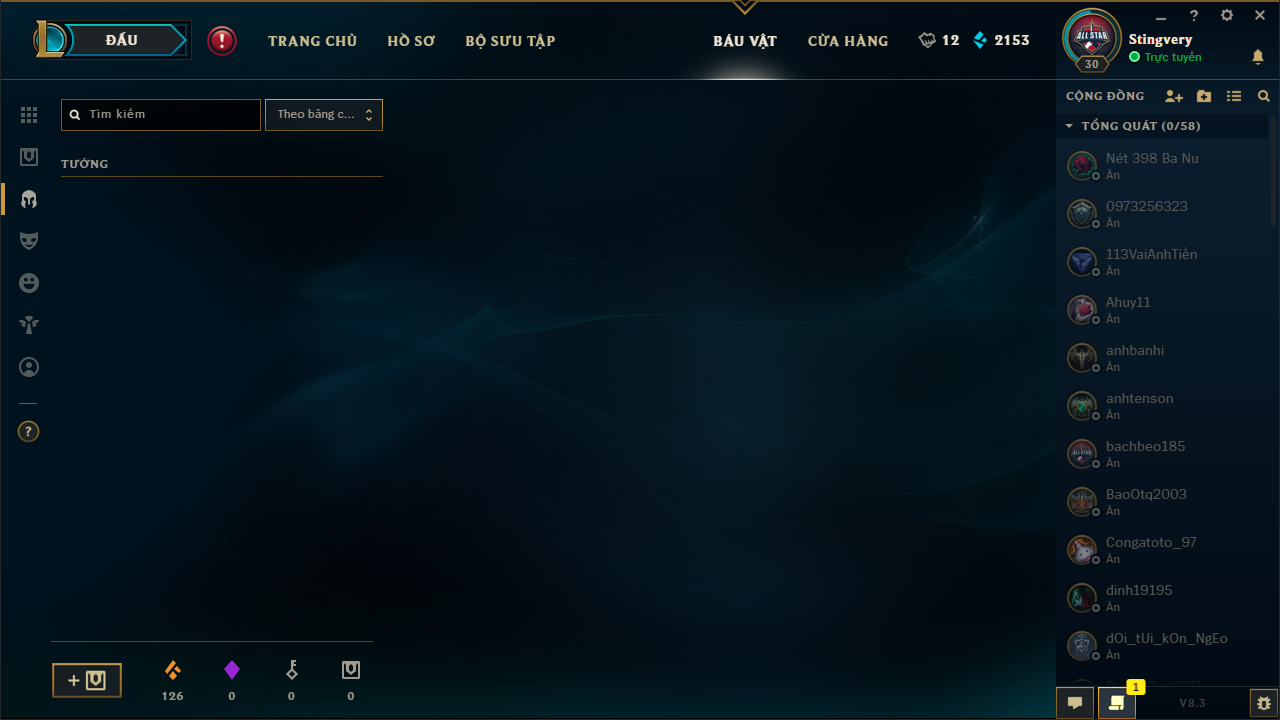 ĐẤU
TRANG CHỦ
HỒ SƠ
BỘ SƯU TẬP
BÁU VẬT
CỬA HÀNG
12
2153
?
ALL STAR
30
Stingvery
Trực tuyến
CỘNG ĐỒNG
TỔNG QUÁT (0/58)
Tìm kiếm
Theo bảng c...
TƯỚNG
?
Nét 398 Ba Nu
Ẩn
0973256323
Ẩn
113VaiAnhTiền
Ẩn
Ahuy11
Ẩn
anhbanhi
Ẩn
anhtenson
Ẩn
bachbeo185
Ẩn
BaoOtq2003
Ẩn
Congatoto_97
Ẩn
dinh19195
Ẩn
dOi_tUi_kOn_NgEo
Ẩn
126
0
0
0
1
V8.3